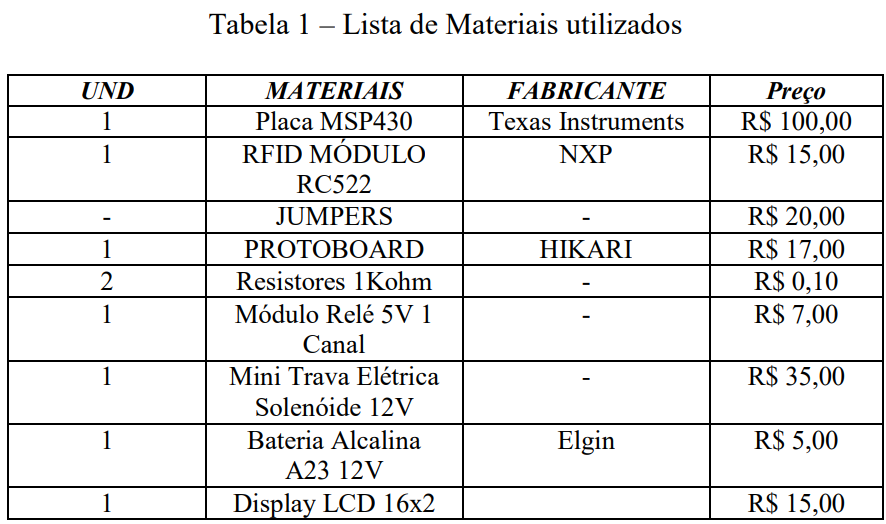 Tabela 1 – Lista de Materiais utilizados
UND MATERIAIS FABRICANTE Preço
1 Placa MSP430 Texas Instruments R$ 100,00
1 RFID MÓDULO NXP R$ 15,00
RC522
- JUMPERS - R$ 20,00
1 PROTOBOARD HIKARI R$ 17,00
2 Resistores 1Kohm - R$ 0,10
1 Módulo Relé 5V 1 - R$ 7,00
Canal
1 Mini Trava Elétrica - R$ 35,00
Solenóide 12V
1 Bateria Alcalina Elgin R$ 5,00
A23 12V
1 Display LCD 16x2 R$ 15,00